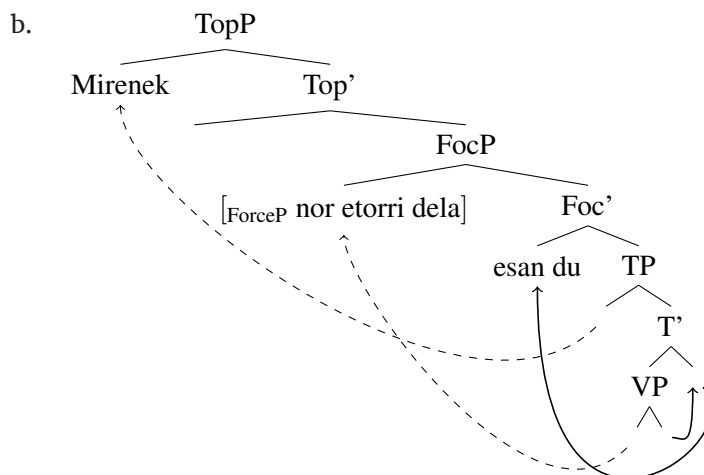 b. TopP
Mirenek Top’
FocP
[ForceP nor etorri dela] Foc’
esan du TP
T’
VP